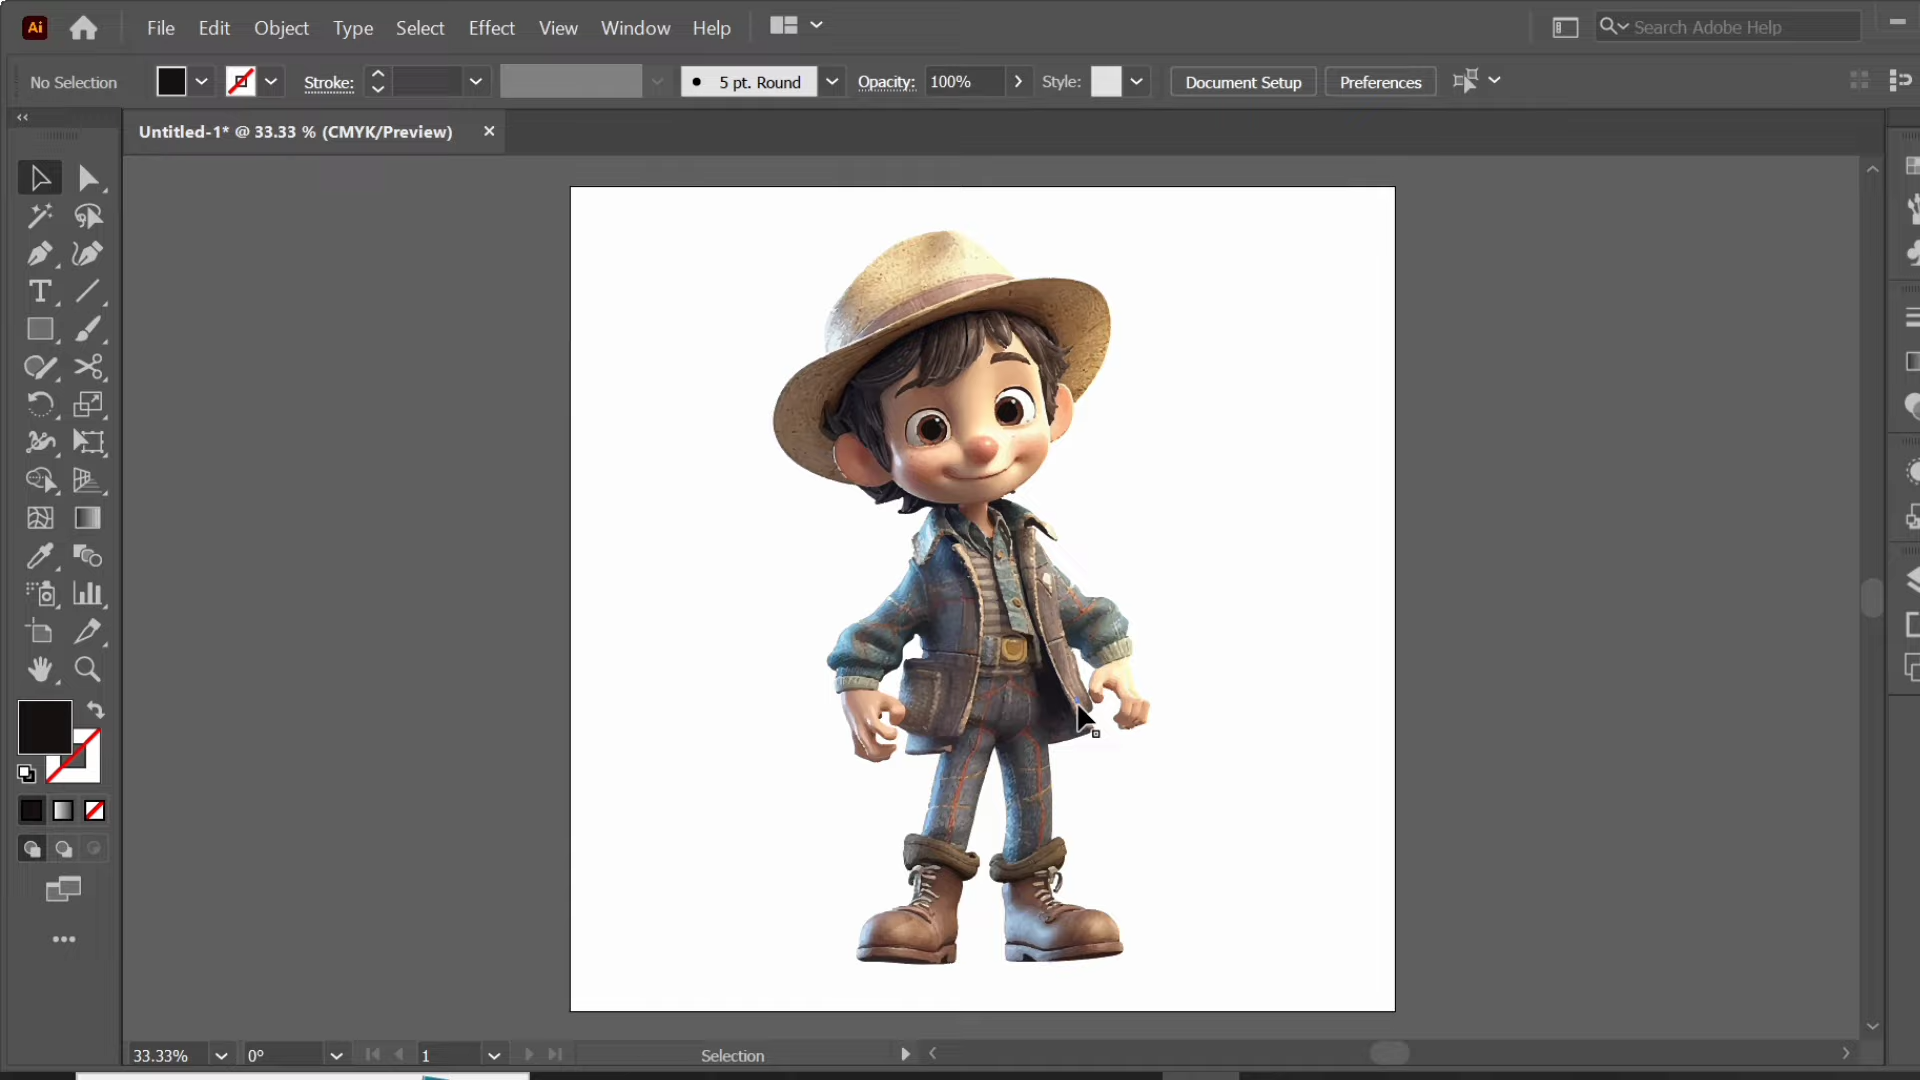 Ai File Edit Object Type Select Effect View Window Help Search Adobe Help
No Selection Stroke: 5 pt. Round Opacity: 100% Style: Document Setup Preferences
Untitled-1* @ 33.33 % (CMYK/Preview)
T
33.33% 0° 1 Selection